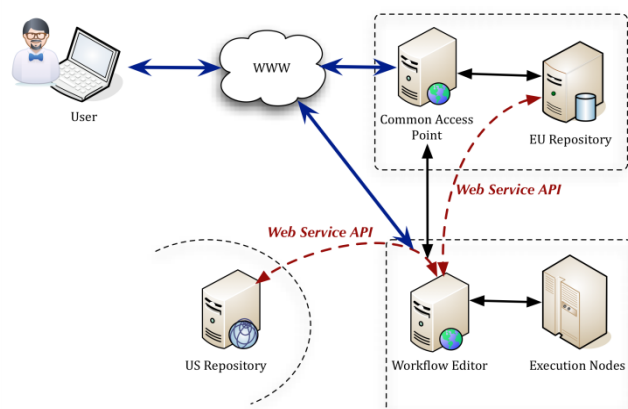 WWW
User
Common Access
Point
EU Repository
Web Service API
Web Service API
US Repository
Workflow Editor
Execution Nodes